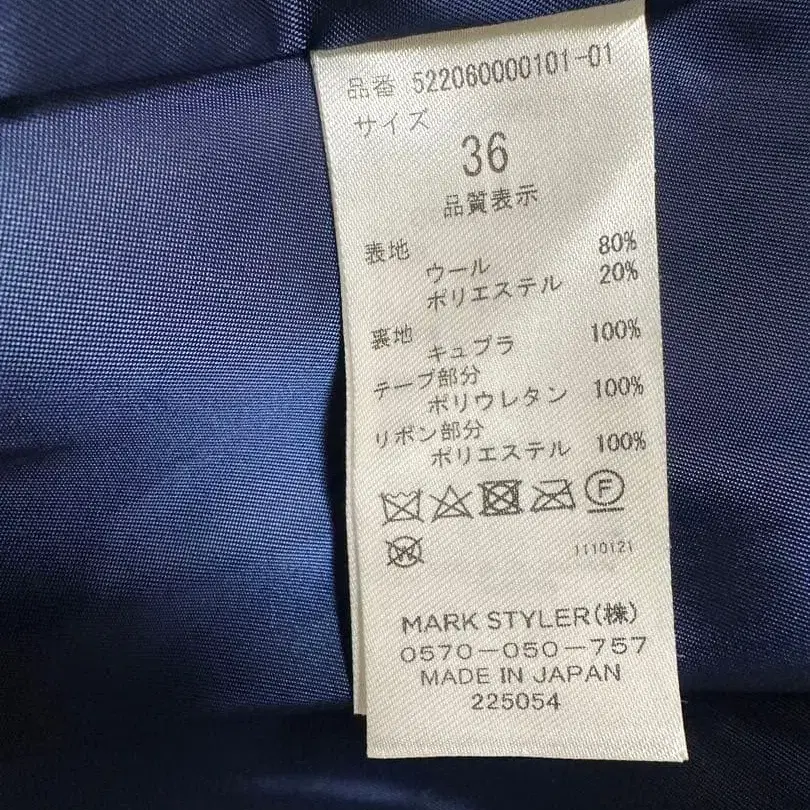 品番 522060000101-01
サイズ
36
品質表示
表地
ウール 80%
ポリエステル 20%
裏地
キュプラ 100%
テープ部分
ポリウレタン 100%
リボン部分
ポリエステル 100%
F
W
1110121
MARK STYLER(株)
0570-050-757
MADE IN JAPAN
225054